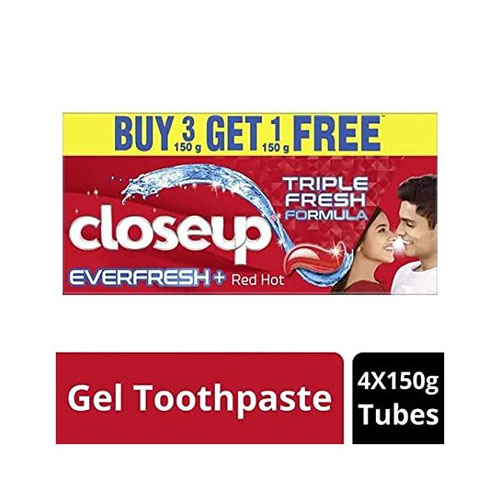 BUY 3 150 g GET 1 150 g FREE
TRIPLE
FRESH
FORMULA
closeup
EVERFRESH+ Red Hot
Gel Toothpaste
4X150g
Tubes